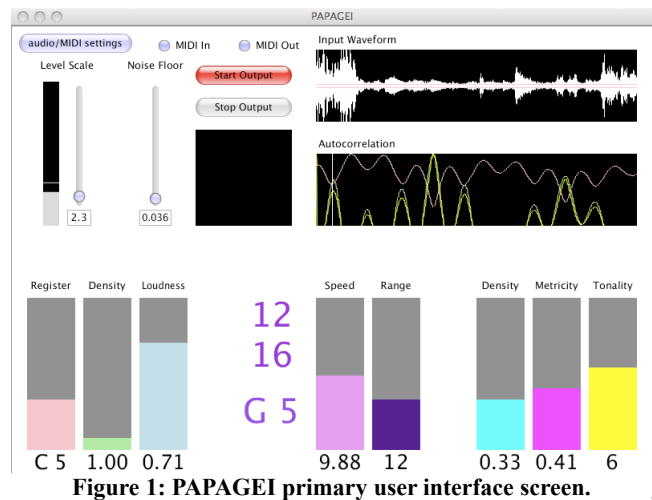 PAPAGEI
audio/MIDI settings
MIDI In
MIDI Out
Input Waveform
Level Scale
Noise Floor
Start Output
Stop Output
Autocorrelation
2.3
0.036
Register
Density
Loudness
Speed
Range
Density
Metricity
Tonality
12
16
G 5
C 5
1.00
0.71
9.88
12
0.33
0.41
6
Figure 1: PAPAGEI primary user interface screen.